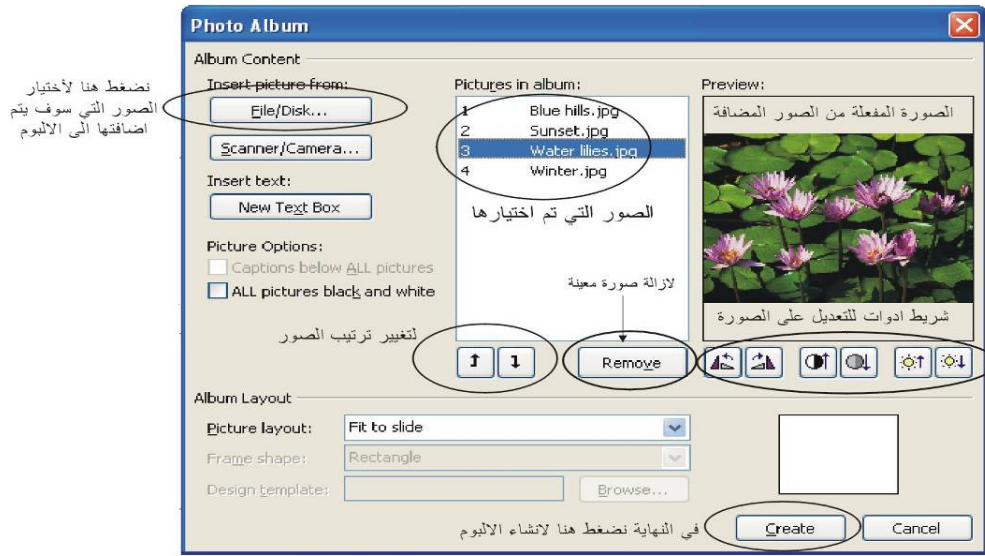 Photo Album
Album Content
Insert picture from:
Pictures in album:
Preview:
نضغط هنا لأختيار
الصور التي سوف يتم
اضافتها الى الالبوم
File/Disk...
1 Blue hills.jpg
2 Sunset.jpg
3 Water lilies.jpg
4 Winter.jpg
الصورة المفعلة من الصور المضافة
Scanner/Camera...
Insert text:
New Text Box
الصور التي تم اختيارها
Picture Options:
Captions below ALL pictures
ALL pictures black and white
لازالة صورة معينة
شريط ادوات للتعديل على الصورة
لتغيير ترتيب الصور
Remove
Album Layout
Picture layout: Fit to slide
Frame shape: Rectangle
Design template:
Browse...
في النهاية نضغط هنا لانشاء الالبوم
Create
Cancel